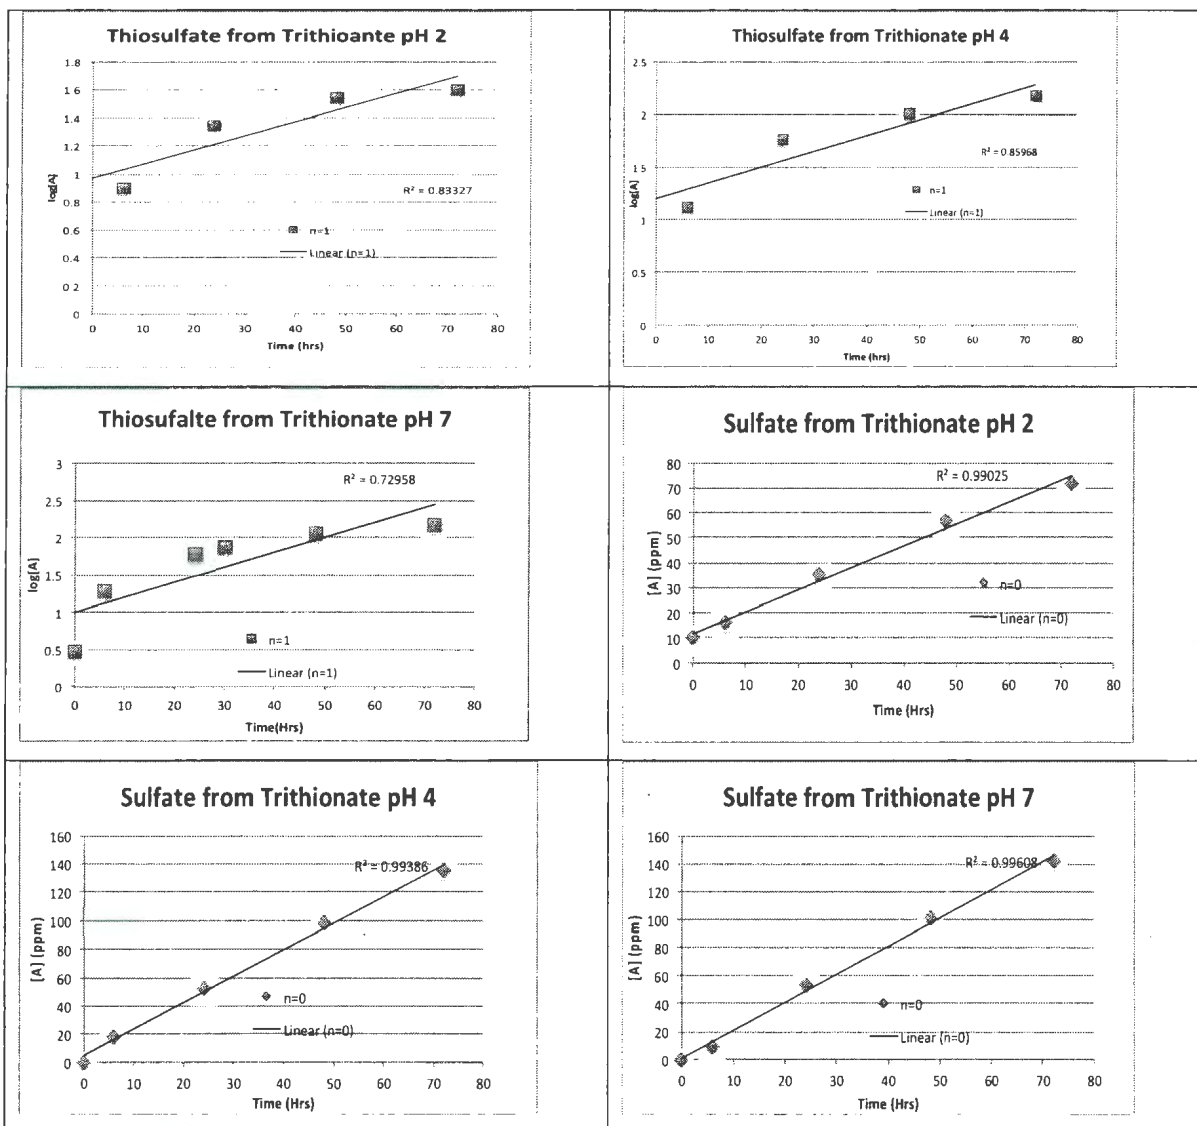 Thiosulfate from Trithioante pH 2
1.8
1.6
1.4
1.2
1
0.8
0.6
0.4
0.2
0
log[A]
R² = 0.83327
n=1
Linear (n=1)
0 10 20 30 40 50 60 70 80
Time (hrs)
Thiosulfate from Trithionate pH 4
2.5
2
1.5
1
0.5
0
log[A]
R² = 0.85968
n=1
Linear (n=1)
0 10 20 30 40 50 60 70 80
Time (hrs)
Thiosufalte from Trithionate pH 7
3
2.5
2
1.5
1
0.5
0
log[A]
R² = 0.72958
n=1
Linear (n=1)
0 10 20 30 40 50 60 70 80
Time(Hrs)
Sulfate from Trithionate pH 2
80
70
60
50
40
30
20
10
0
[A] (ppm)
R² = 0.99025
n=0
Linear (n=0)
0 10 20 30 40 50 60 70 80
Time (Hrs)
Sulfate from Trithionate pH 4
160
140
120
100
80
60
40
20
0
[A] (ppm)
R² = 0.99386
n=0
Linear (n=0)
0 10 20 30 40 50 60 70 80
Time (Hrs)
Sulfate from Trithionate pH 7
160
140
120
100
80
60
40
20
0
[A] (ppm)
R² = 0.99608
n=0
Linear (n=0)
0 10 20 30 40 50 60 70 80
Time (Hrs)